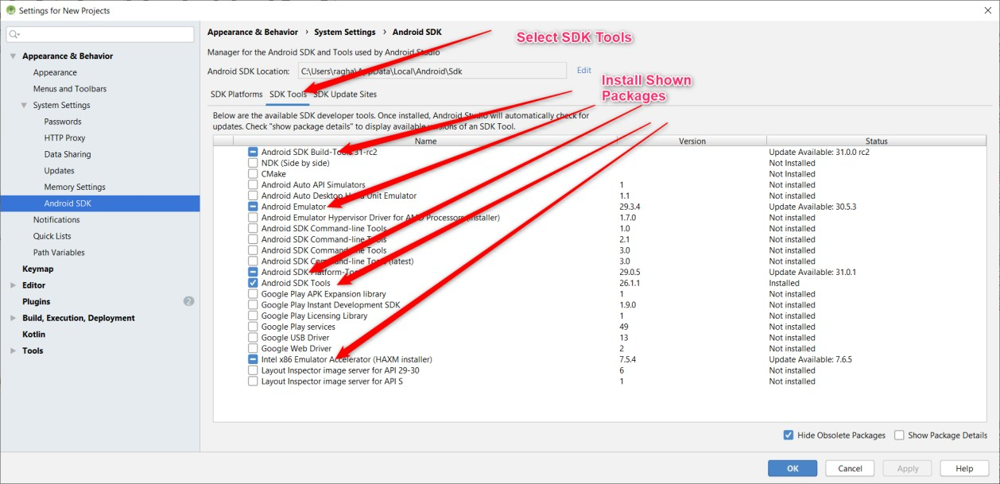 Settings for New Projects
Appearance & Behavior
Appearance
Menus and Toolbars
System Settings
Passwords
HTTP Proxy
Data Sharing
Updates
Memory Settings
Android SDK
Notifications
Quick Lists
Path Variables
Keymap
Editor
Plugins 2
Build, Execution, Deployment
Kotlin
Tools
Appearance & Behavior › System Settings › Android SDK
Select SDK Tools
Manager for the Android SDK and Tools used by Android Studio
Android SDK Location: C:\Users\ragha\AppData\Local\Android\Sdk Edit
Install Shown
Packages
SDK Platforms SDK Tools SDK Update Sites
Below are the available SDK developer tools. Once installed, Android Studio will automatically check for
updates. Check "show package details" to display available versions of an SDK Tool.
Name Version Status
Android SDK Build-Tools 31-rc2 Update Available: 31.0.0 rc2
NDK (Side by side) Not Installed
CMake Not Installed
Android Auto API Simulators 1 Not installed
Android Auto Desktop Head Unit Emulator 1.1 Not installed
Android Emulator 29.3.4 Update Available: 30.5.3
Android Emulator Hypervisor Driver for AMD Processors (installer) 1.7.0 Not installed
Android SDK Command-line Tools 1.0 Not installed
Android SDK Command-line Tools 2.1 Not installed
Android SDK Command-line Tools 3.0 Not installed
Android SDK Command-line Tools (latest) 3.0 Not installed
Android SDK Platform-Tools 29.0.5 Update Available: 31.0.1
Android SDK Tools 26.1.1 Installed
Google Play APK Expansion library 1 Not installed
Google Play Instant Development SDK 1.9.0 Not installed
Google Play Licensing Library 1 Not installed
Google Play services 49 Not installed
Google USB Driver 13 Not installed
Google Web Driver 2 Not installed
Intel x86 Emulator Accelerator (HAXM installer) 7.5.4 Update Available: 7.6.5
Layout Inspector image server for API 29-30 6 Not installed
Layout Inspector image server for API S 1 Not installed
Hide Obsolete Packages Show Package Details
OK Cancel Apply Help